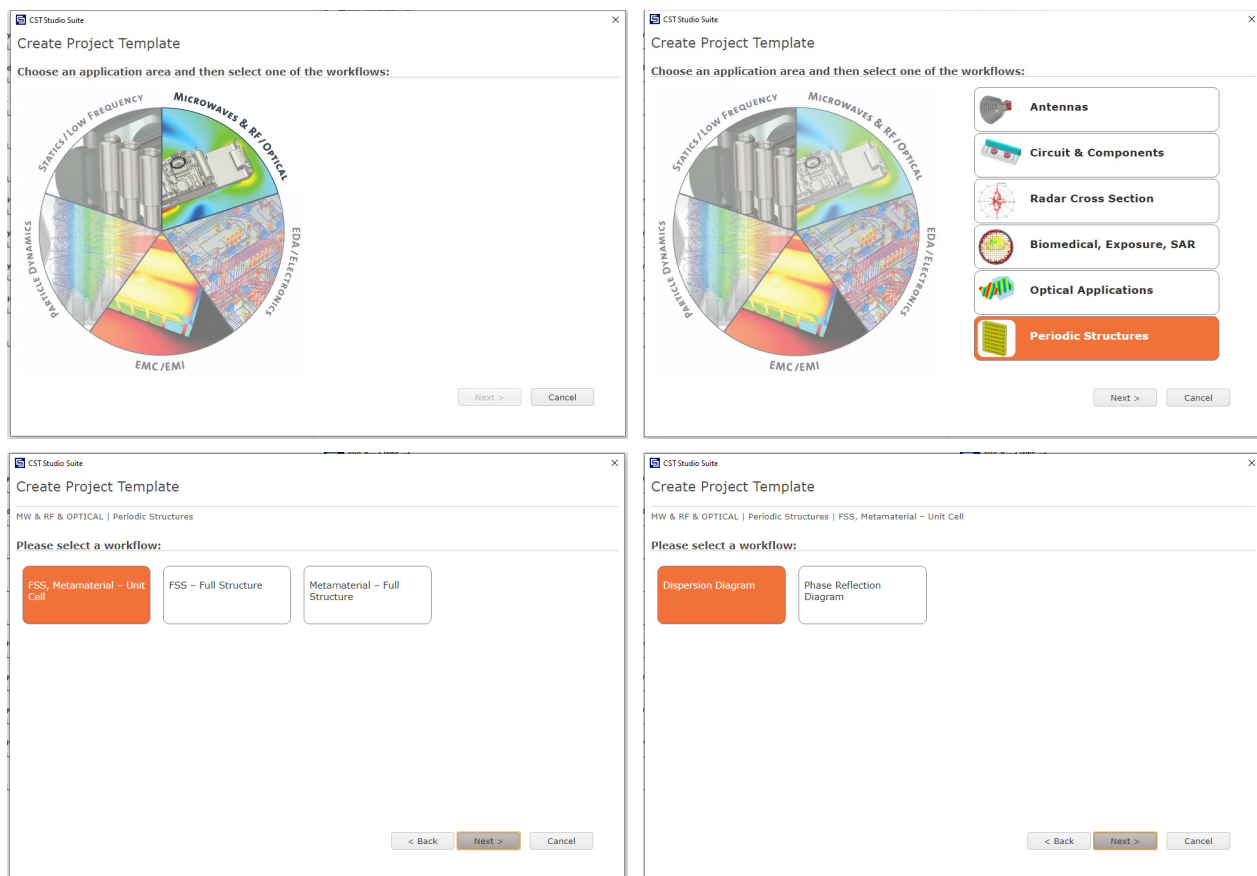 CST Studio Suite
Create Project Template
Choose an application area and then select one of the workflows:
STATICS / LOW FREQUENCY
MICROWAVES & RF / OPTICAL
EDA / ELECTRONICS
EMC / EMI
PARTICLE DYNAMICS
Next >
Cancel
CST Studio Suite
Create Project Template
Choose an application area and then select one of the workflows:
STATICS / LOW FREQUENCY
MICROWAVES & RF / OPTICAL
EDA / ELECTRONICS
EMC / EMI
PARTICLE DYNAMICS
Antennas
Circuit & Components
Radar Cross Section
Biomedical, Exposure, SAR
Optical Applications
Periodic Structures
Next >
Cancel
CST Studio Suite
Create Project Template
MW & RF & OPTICAL | Periodic Structures
Please select a workflow:
FSS, Metamaterial – Unit
Cell
FSS – Full Structure
Metamaterial – Full
Structure
< Back
Next >
Cancel
CST Studio Suite
Create Project Template
MW & RF & OPTICAL | Periodic Structures | FSS, Metamaterial – Unit Cell
Please select a workflow:
Dispersion Diagram
Phase Reflection
Diagram
< Back
Next >
Cancel